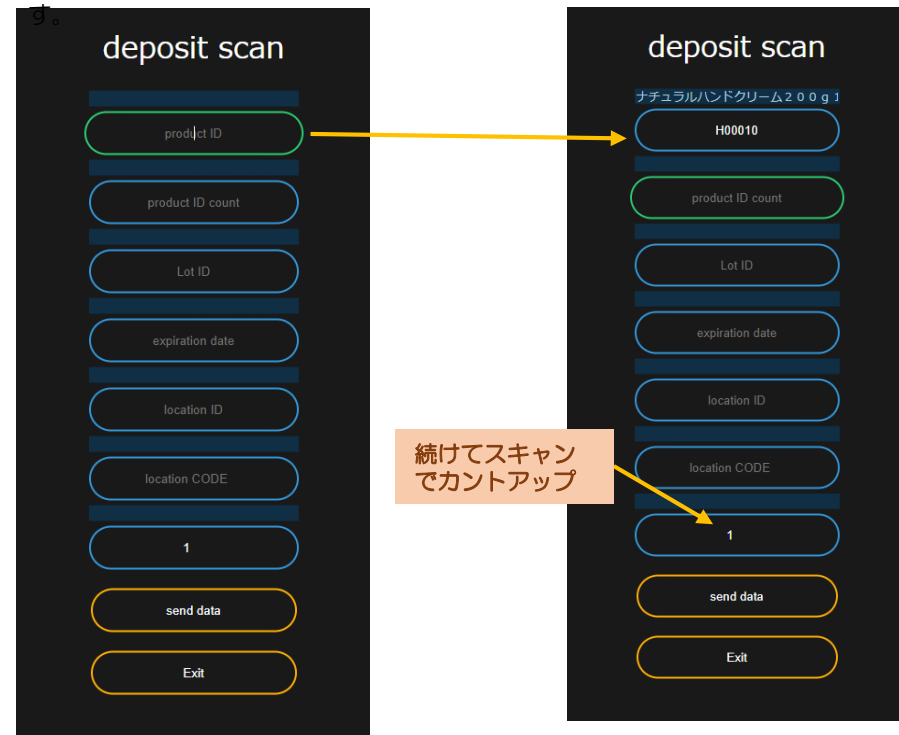 す。
deposit scan
product ID
product ID count
Lot ID
expiration date
location ID
location CODE
1
send data
Exit
続けてスキャン
でカントアップ
deposit scan
ナチュラルハンドクリーム２００ｇ１
H00010
product ID count
Lot ID
expiration date
location ID
location CODE
1
send data
Exit